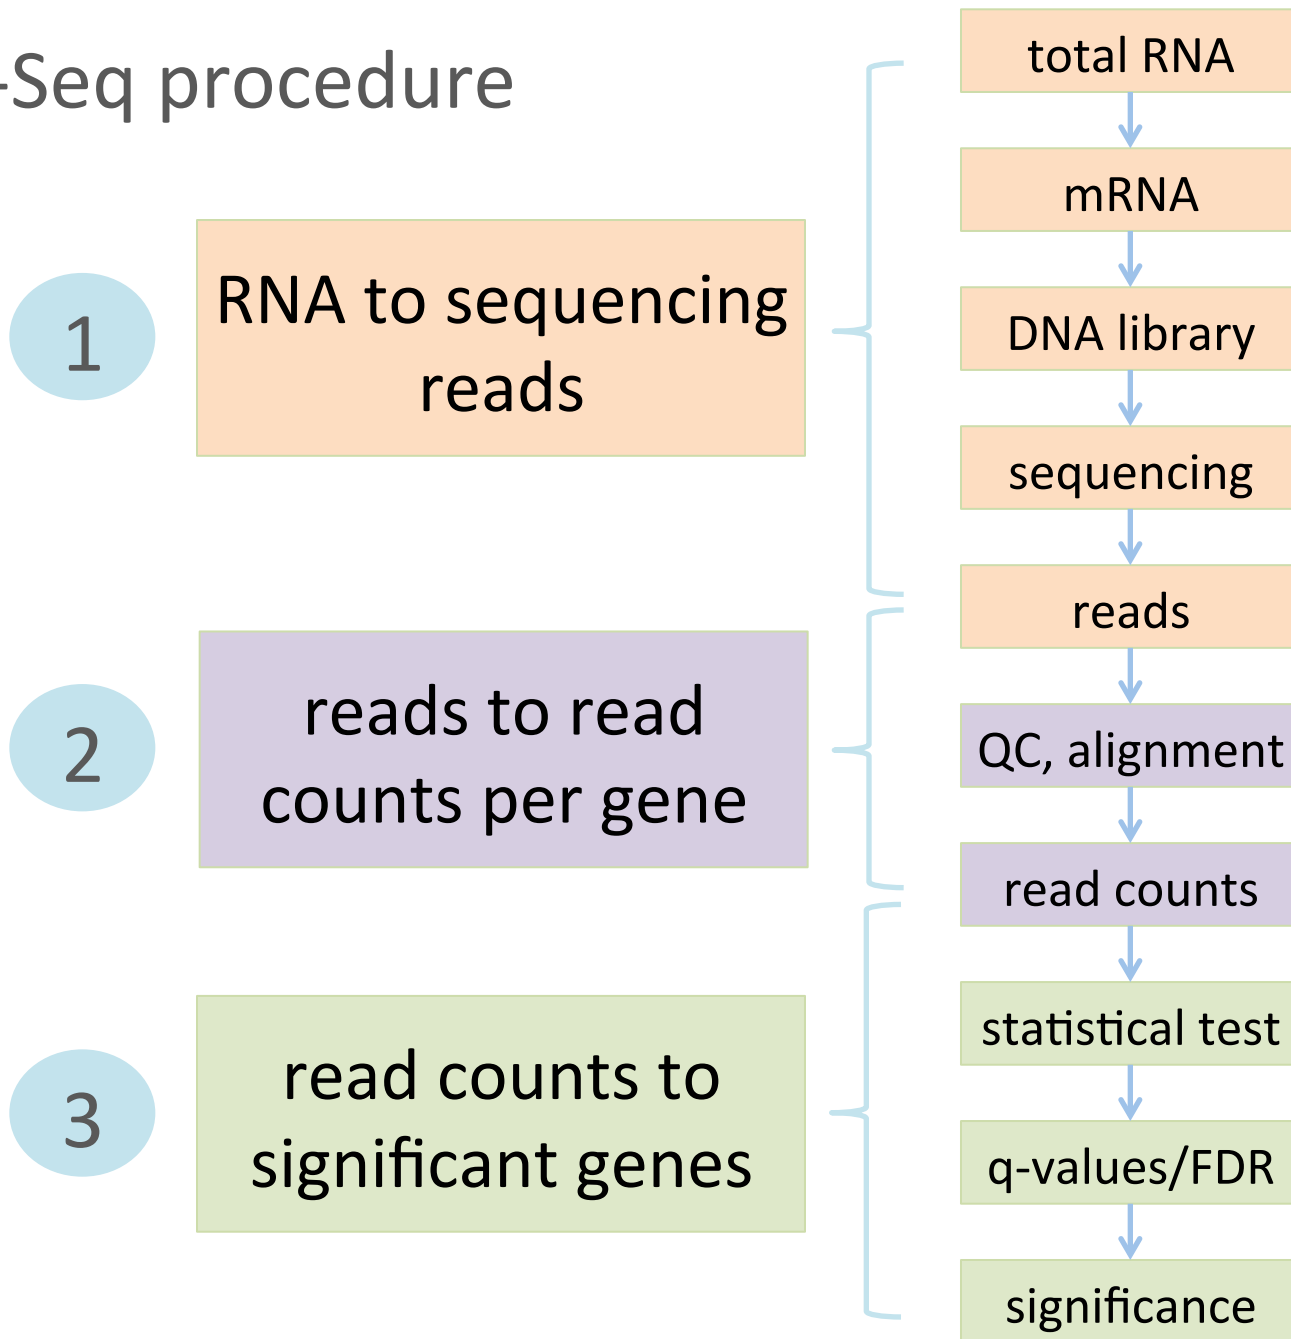 -Seq procedure
1
RNA to sequencing
reads
2
reads to read
counts per gene
3
read counts to
significant genes
total RNA
mRNA
DNA library
sequencing
reads
QC, alignment
read counts
statistical test
q-values/FDR
significance